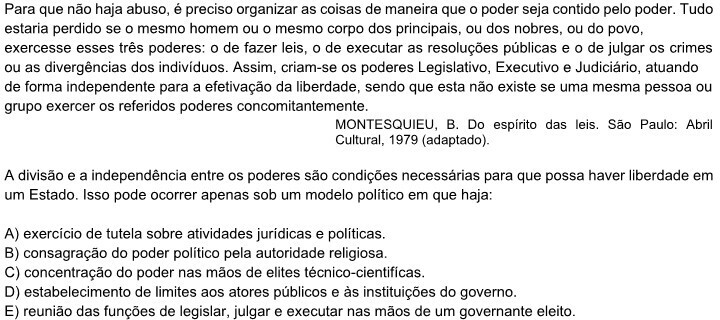 Para que não haja abuso, é preciso organizar as coisas de maneira que o poder seja contido pelo poder. Tudo
estaria perdido se o mesmo homem ou o mesmo corpo dos principais, ou dos nobres, ou do povo,
exercesse esses três poderes: o de fazer leis, o de executar as resoluções públicas e o de julgar os crimes
ou as divergências dos indivíduos. Assim, criam-se os poderes Legislativo, Executivo e Judiciário, atuando
de forma independente para a efetivação da liberdade, sendo que esta não existe se uma mesma pessoa ou
grupo exercer os referidos poderes concomitantemente.
MONTESQUIEU, B. Do espírito das leis. São Paulo: Abril
Cultural, 1979 (adaptado).
A divisão e a independência entre os poderes são condições necessárias para que possa haver liberdade em
um Estado. Isso pode ocorrer apenas sob um modelo político em que haja:
A) exercício de tutela sobre atividades jurídicas e políticas.
B) consagração do poder político pela autoridade religiosa.
C) concentração do poder nas mãos de elites técnico-científicas.
D) estabelecimento de limites aos atores públicos e às instituições do governo.
E) reunião das funções de legislar, julgar e executar nas mãos de um governante eleito.